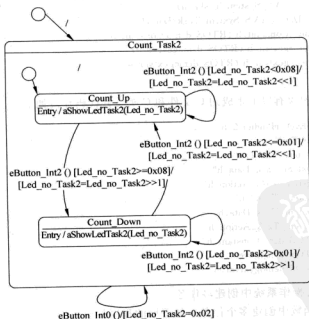 /
Count_Task2
/
eButton_Int2 () [Led_no_Task2<0x08]/
[Led_no_Task2=Led_no_Task2<<1]
Count_Up
Entry / aShowLedTask2(Led_no_Task2)
eButton_Int2 () [Led_no_Task2<=0x01]/
[Led_no_Task2=Led_no_Task2<<1]
eButton_Int2 () [Led_no_Task2>=0x08]/
[Led_no_Task2=Led_no_Task2>>1]
Count_Down
Entry / aShowLedTask2(Led_no_Task2)
eButton_Int2 () [Led_no_Task2>0x01]/
[Led_no_Task2=Led_no_Task2>>1]
eButton_Int0 ()/[Led_no_Task2=0x02]